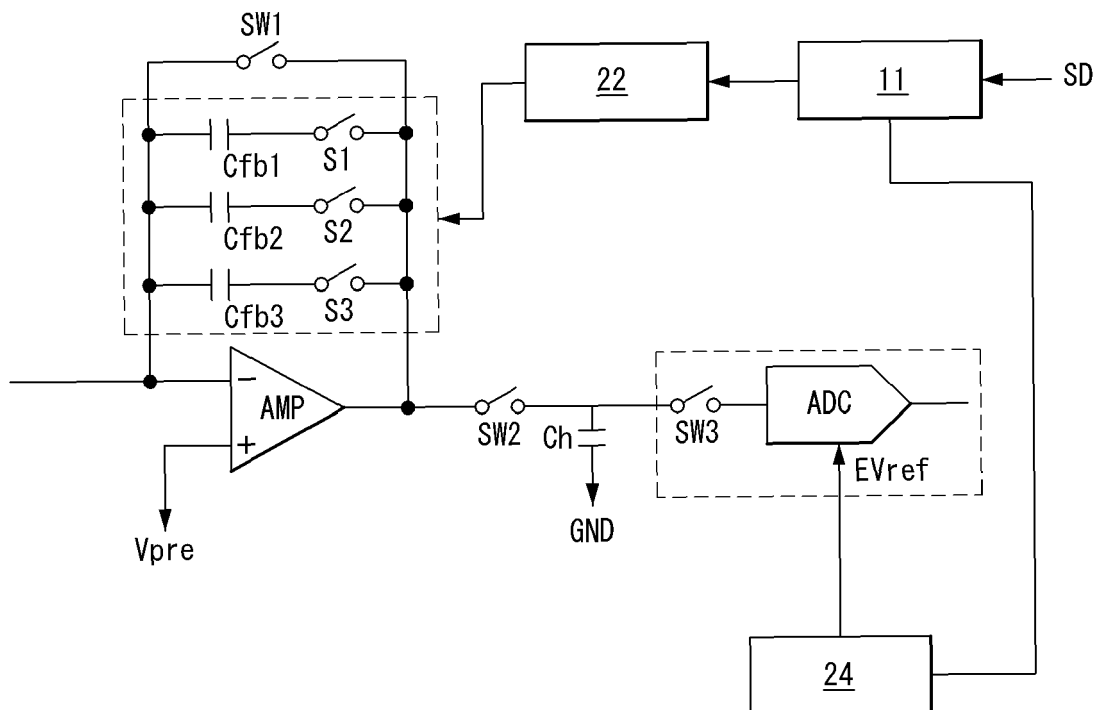 SW1
22
11
SD
Cfb1
S1
Cfb2
S2
Cfb3
S3
−
AMP
+
Vpre
SW2
Ch
GND
SW3
ADC
EVref
24